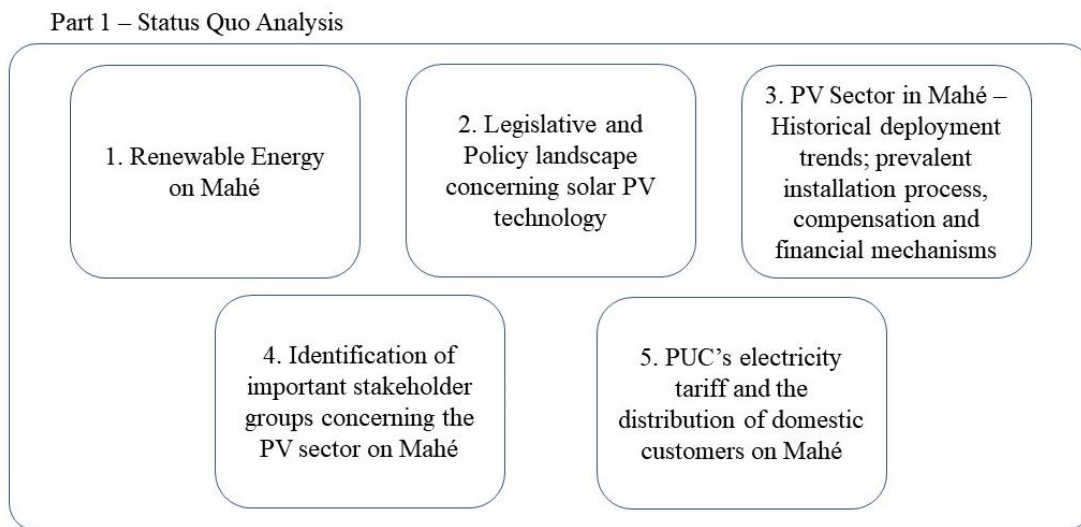 Part 1 – Status Quo Analysis
1. Renewable Energy
on Mahé
2. Legislative and
Policy landscape
concerning solar PV
technology
3. PV Sector in Mahé –
Historical deployment
trends; prevalent
installation process,
compensation and
financial mechanisms
4. Identification of
important stakeholder
groups concerning the
PV sector on Mahé
5. PUC’s electricity
tariff and the
distribution of domestic
customers on Mahé